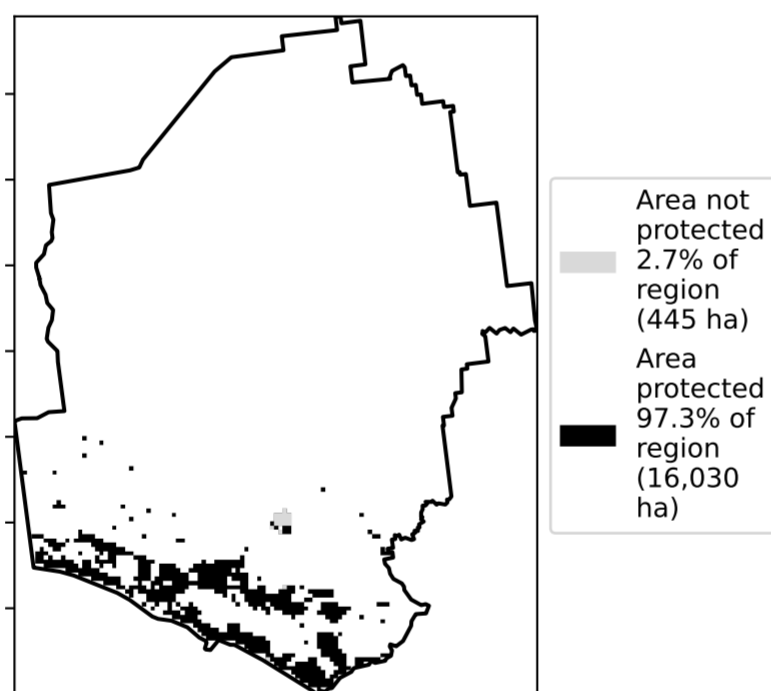 Area not
protected
2.7% of
region
(445 ha)
Area
protected
97.3% of
region
(16,030
ha)